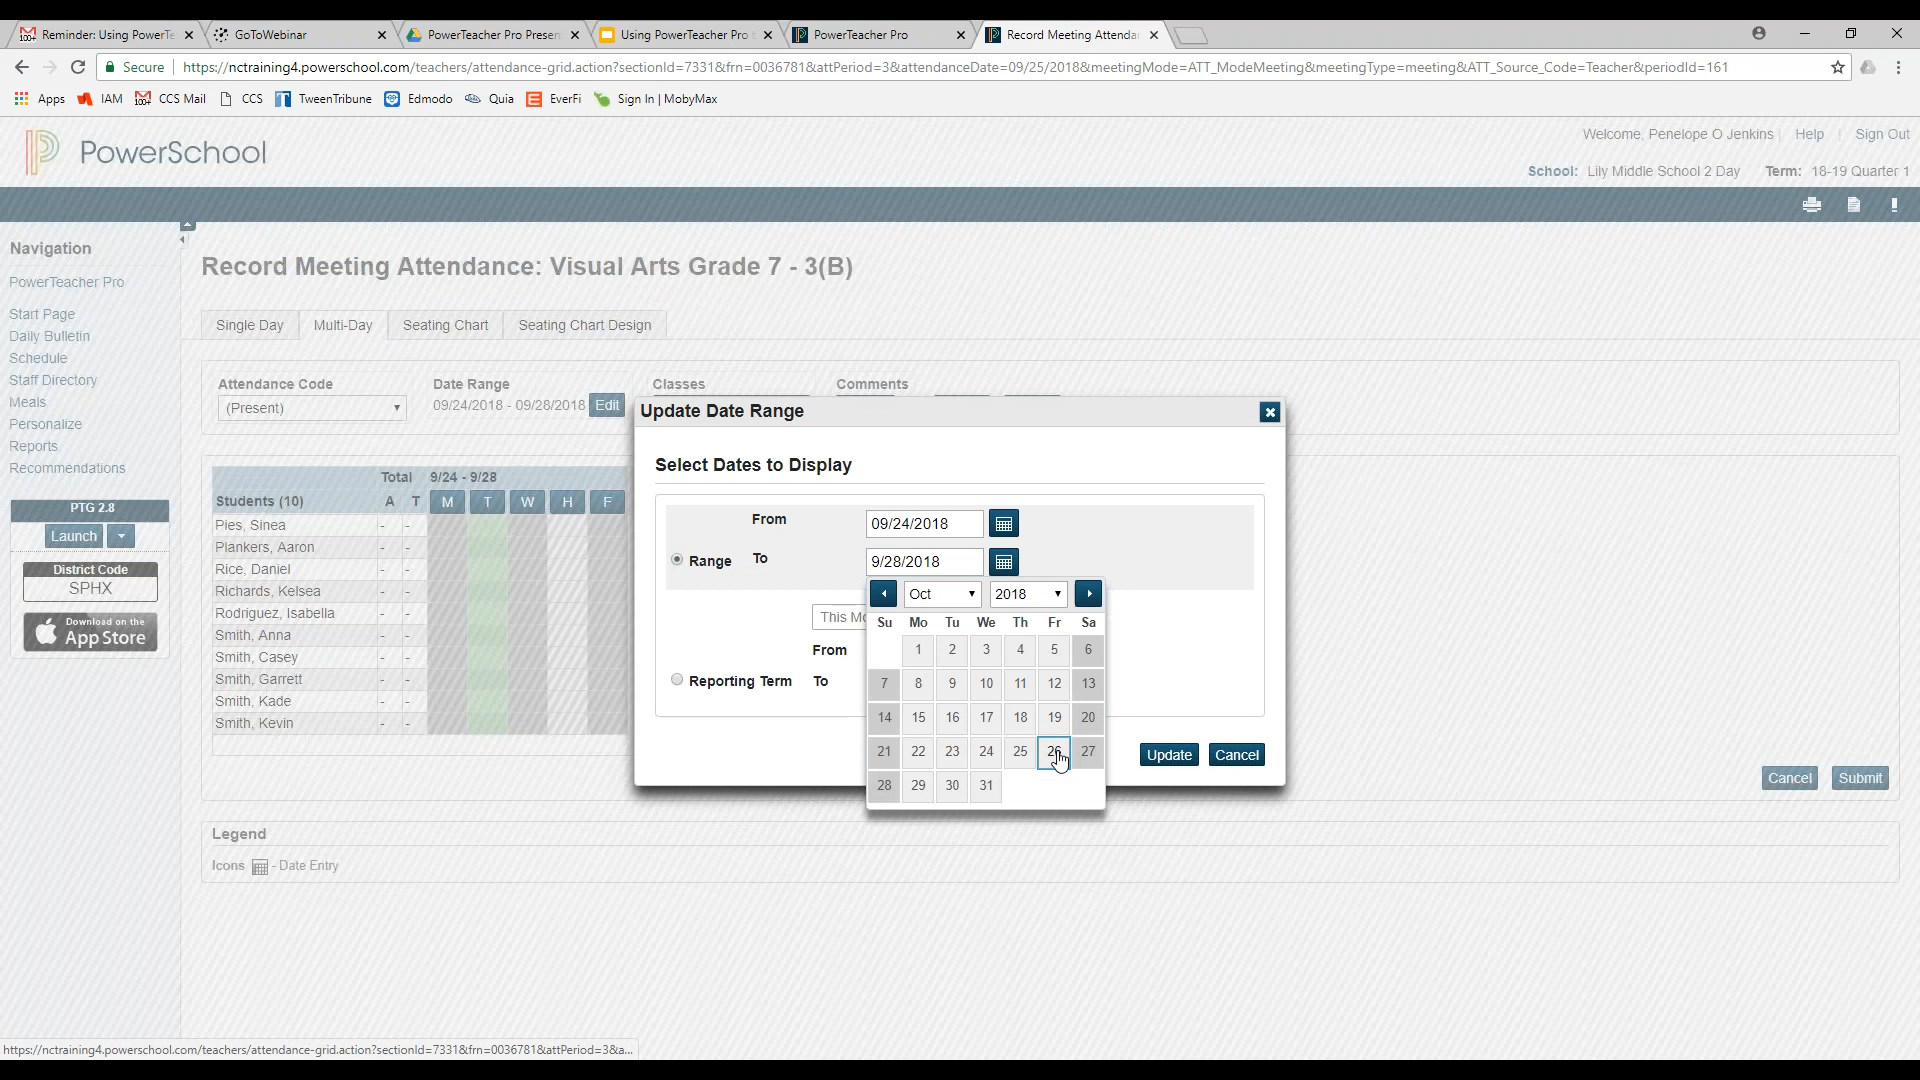 Reminder: Using PowerTe
GoToWebinar
PowerTeacher Pro Presen
Using PowerTeacher Pro t
PowerTeacher Pro
Record Meeting Attenda
Secure
https://nctraining4.powerschool.com/teachers/attendance-grid.action?sectionId=7331&frn=0036781&attPeriod=3&attendanceDate=09/25/2018&meetingMode=ATT_ModeMeeting&meetingType=meeting&ATT_Source_Code=Teacher&periodId=161
Apps IAM CCS Mail CCS TweenTribune Edmodo Quia EverFi Sign In | MobyMax
PowerSchool
Welcome, Penelope O Jenkins Help Sign Out
School: Lily Middle School 2 Day Term: 18-19 Quarter 1
Navigation
PowerTeacher Pro
Start Page
Daily Bulletin
Schedule
Staff Directory
Meals
Personalize
Reports
Recommendations
PTG 2.8
Launch
District Code
SPHX
Download on the
App Store
Record Meeting Attendance: Visual Arts Grade 7 - 3(B)
Single Day Multi-Day Seating Chart Seating Chart Design
Attendance Code Date Range Classes Comments
(Present) 09/24/2018 - 09/28/2018 Edit
Total 9/24 - 9/28
Students (10) A T M T W H F
Pies, Sinea - -
Plankers, Aaron - -
Rice, Daniel - -
Richards, Kelsea - -
Rodriguez, Isabella - -
Smith, Anna - -
Smith, Casey - -
Smith, Garrett - -
Smith, Kade - -
Smith, Kevin - -
Update Date Range
Select Dates to Display
From 09/24/2018
Range To 9/28/2018
Oct 2018
Su Mo Tu We Th Fr Sa
1 2 3 4 5 6
7 8 9 10 11 12 13
14 15 16 17 18 19 20
21 22 23 24 25 26 27
28 29 30 31
This Mo
From
Reporting Term To
Update Cancel
Cancel Submit
Legend
Icons - Date Entry
https://nctraining4.powerschool.com/teachers/attendance-grid.action?sectionId=7331&frn=0036781&attPeriod=3&a...